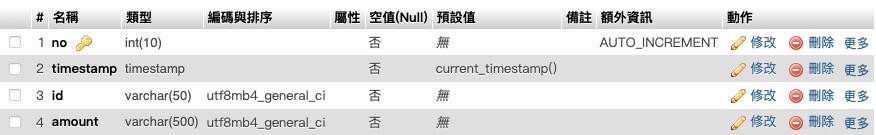 # 名稱 類型 編碼與排序 屬性 空值(Null) 預設值 備註 額外資訊 動作
1 no int(10) 否 無 AUTO_INCREMENT 修改 刪除 更多
2 timestamp timestamp 否 current_timestamp() 修改 刪除 更多
3 id varchar(50) utf8mb4_general_ci 否 無 修改 刪除 更多
4 amount varchar(500) utf8mb4_general_ci 否 無 修改 刪除 更多